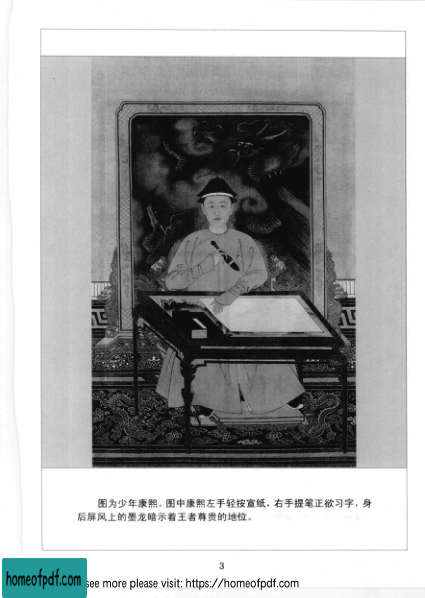 图为少年康熙。图中康熙左手轻按宣纸，右手提笔正欲习字，身
后屏风上的墨龙暗示着王者尊贵的地位。
3
homeofpdf.com
see more please visit: https://homeofpdf.com